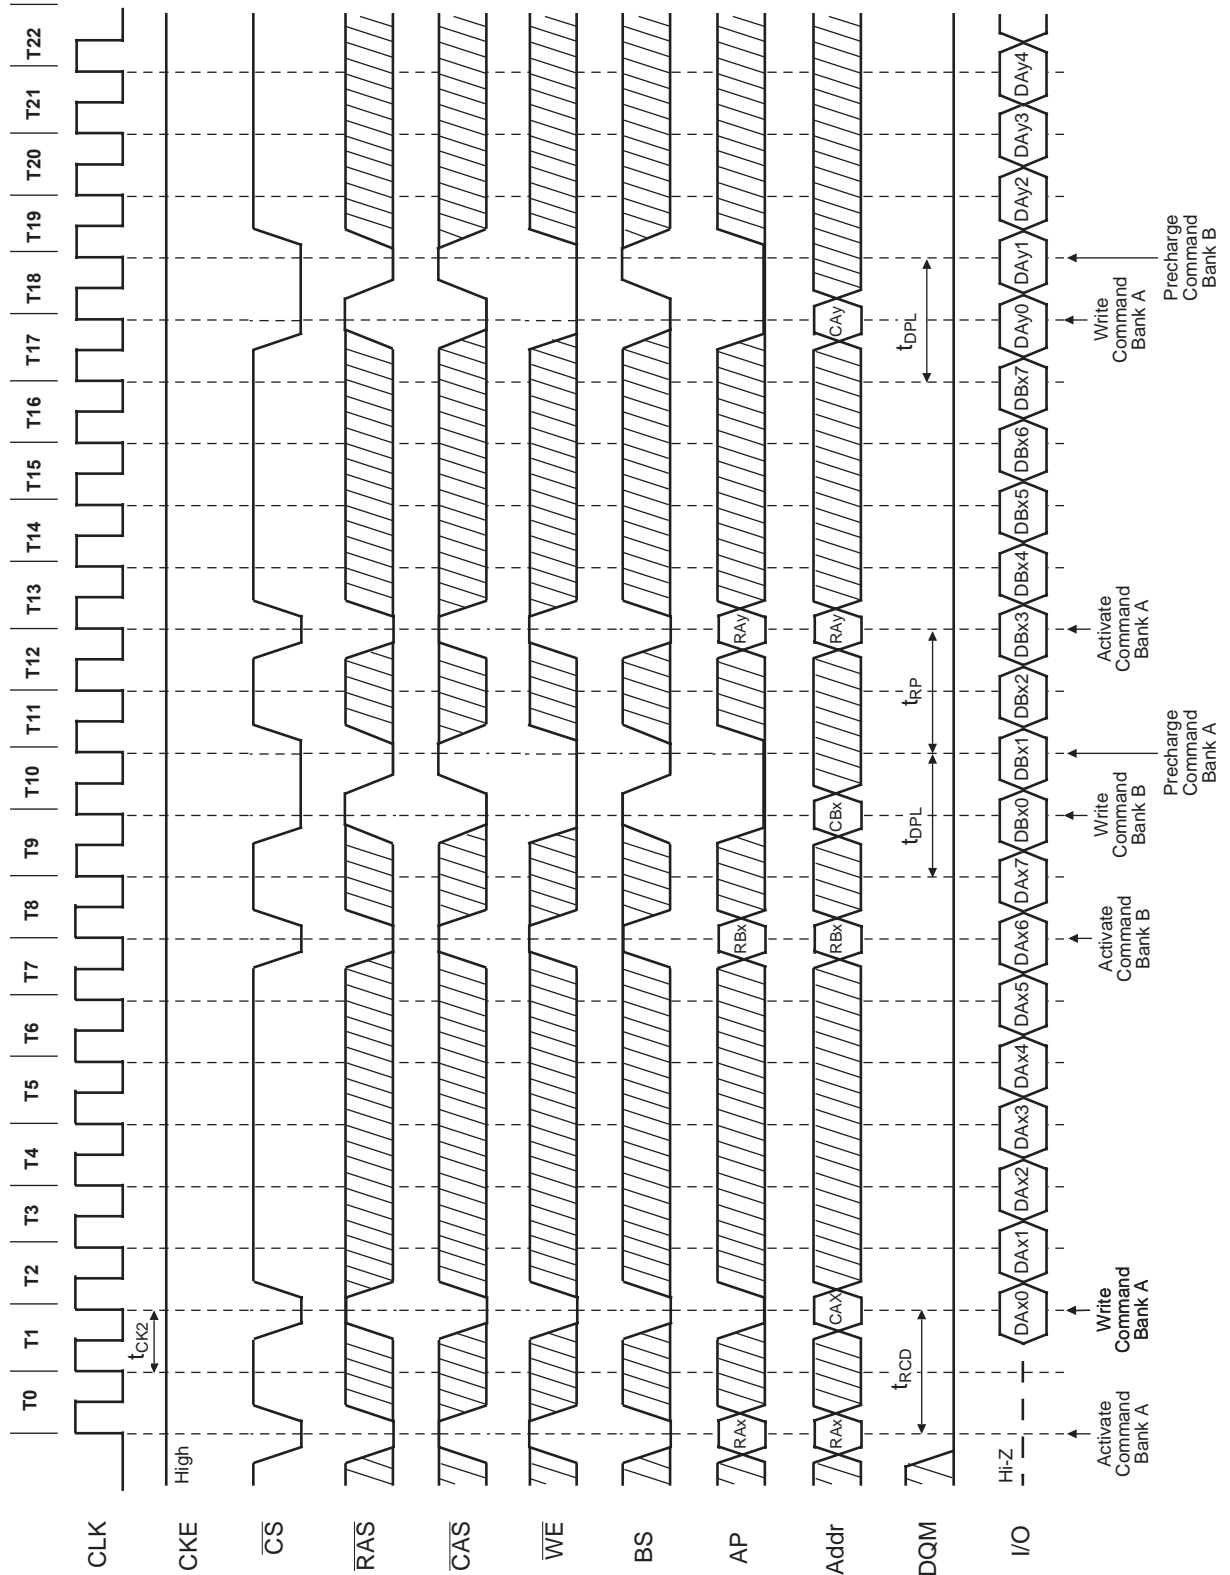 T0 T1 T2 T3 T4 T5 T6 T7 T8 T9 T10 T11 T12 T13 T14 T15 T16 T17 T18 T19 T20 T21 T22
CLK
tCK2
CKE
High
CS
RAS
CAS
WE
BS
AP
RAx RBx RAy
Addr
RAx CAX RBx CBx RAy CAy
DQM
tRCD tDPL tRP tDPL
I/O
Hi-Z
DAx0 DAx1 DAx2 DAx3 DAx4 DAx5 DAx6 DAx7 DBx0 DBx1 DBx2 DBx3 DBx4 DBx5 DBx6 DBx7 DAy0 DAy1 DAy2 DAy3 DAy4
Activate
Command
Bank A
Write
Command
Bank A
Activate
Command
Bank B
Write
Command
Bank B
Precharge
Command
Bank A
Activate
Command
Bank A
Write
Command
Bank A
Precharge
Command
Bank B